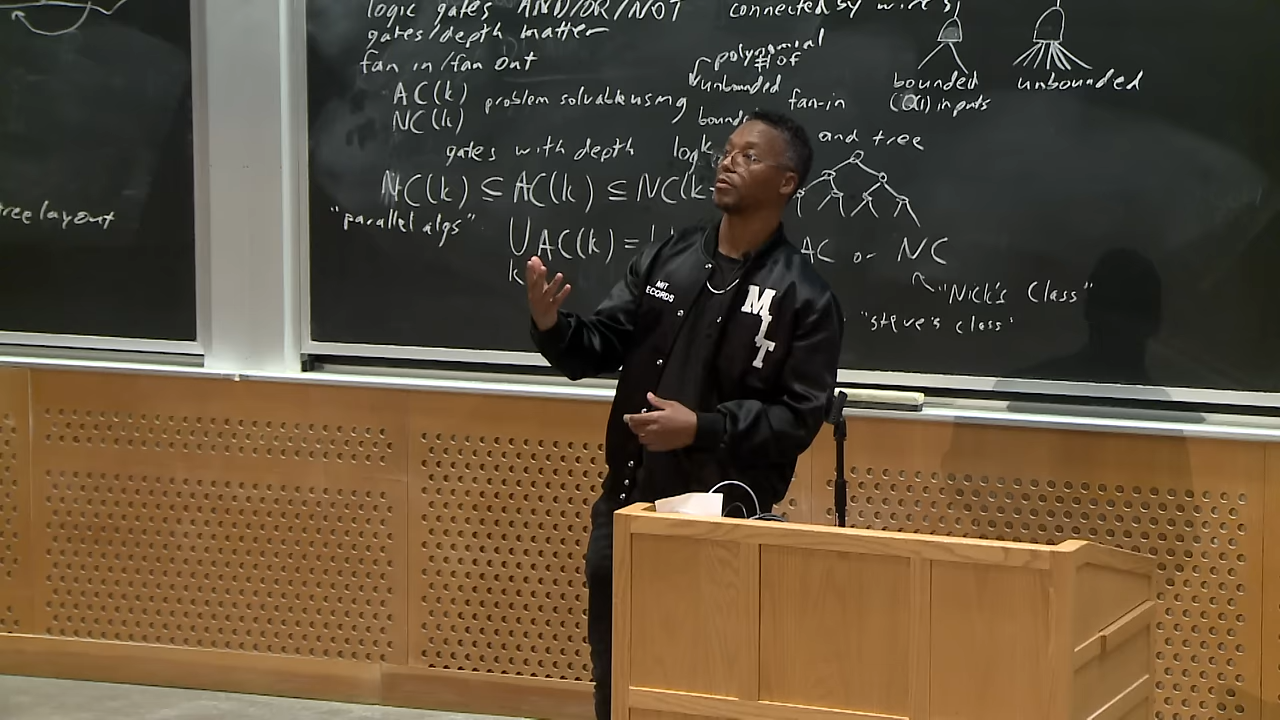 logic gates AND/OR/NOT connected by wires
gates/depth matter
fan in/fan out
polynomial
# of
AC(k) problem solvable using unbounded fan-in
NC(k)
bounded unbounded
(O(1)) inputs
gates with depth log and tree
NC(k) ⊆ AC(k) ⊆ NC(k
"parallel algs"
∪ AC(k) = AC or NC
k
"Nick's Class"
"Steve's class"
tree layout
MIT
RECORDS
MIT